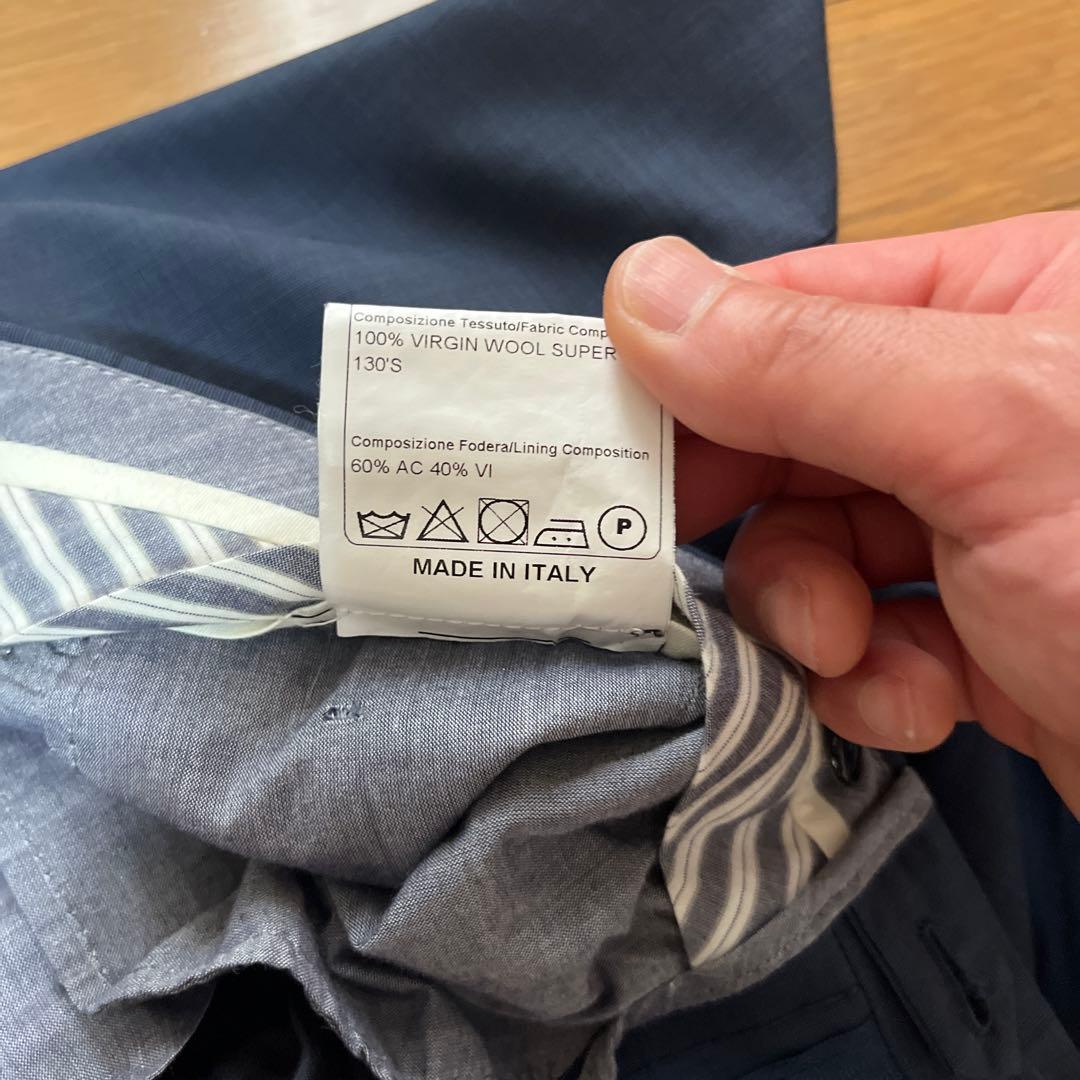 Composizione Tessuto/Fabric Comp
100% VIRGIN WOOL SUPER
130'S
Composizione Fodera/Lining Composition
60% AC 40% VI
P
MADE IN ITALY